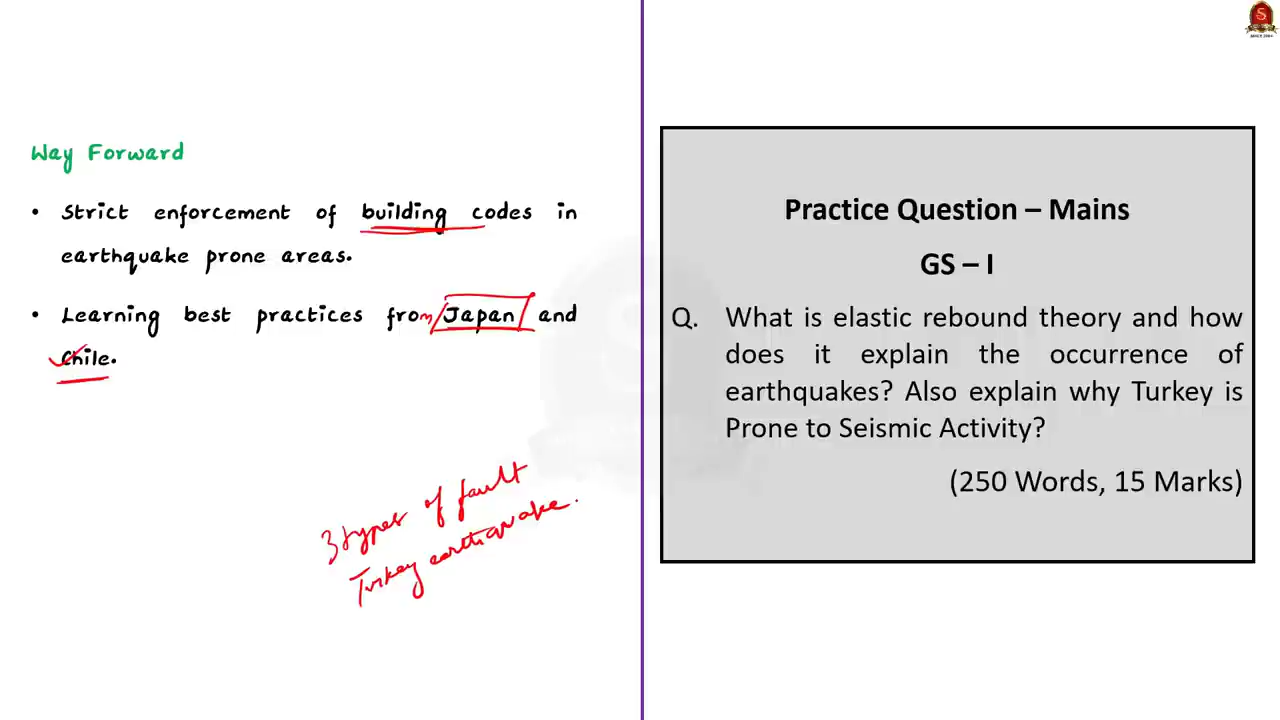 Way Forward
• Strict enforcement of building codes in
earthquake prone areas.
• Learning best practices from Japan and
Chile.
3 types of fault
Turkey earthquake.
S
Practice Question – Mains
GS – I
Q. What is elastic rebound theory and how
does it explain the occurrence of
earthquakes? Also explain why Turkey is
Prone to Seismic Activity?
(250 Words, 15 Marks)